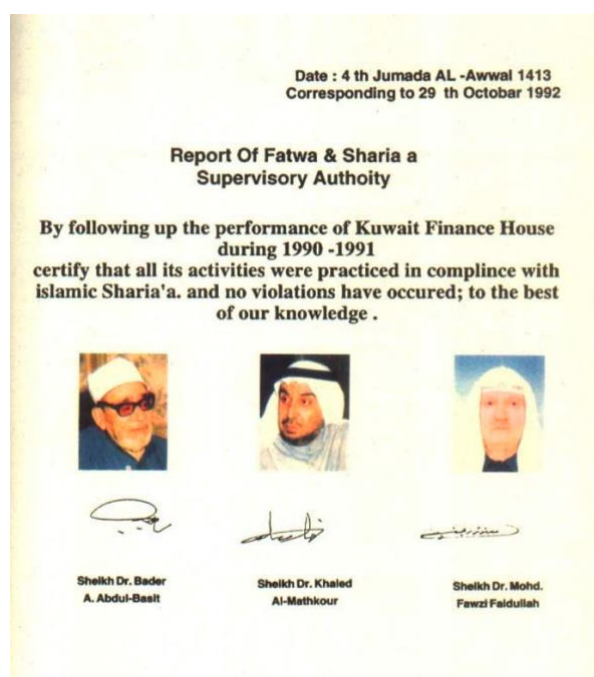 Date : 4 th Jumada AL -Awwal 1413
Corresponding to 29 th Octobar 1992
Report Of Fatwa & Sharia a
Supervisory Authoity
By following up the performance of Kuwait Finance House
during 1990 -1991
certify that all its activities were practiced in complince with
islamic Sharia'a. and no violations have occured; to the best
of our knowledge .
Sheikh Dr. Bader
A. Abdul-Basit
Sheikh Dr. Khaled
Al-Mathkour
Sheikh Dr. Mohd.
Fawzi Faidullah